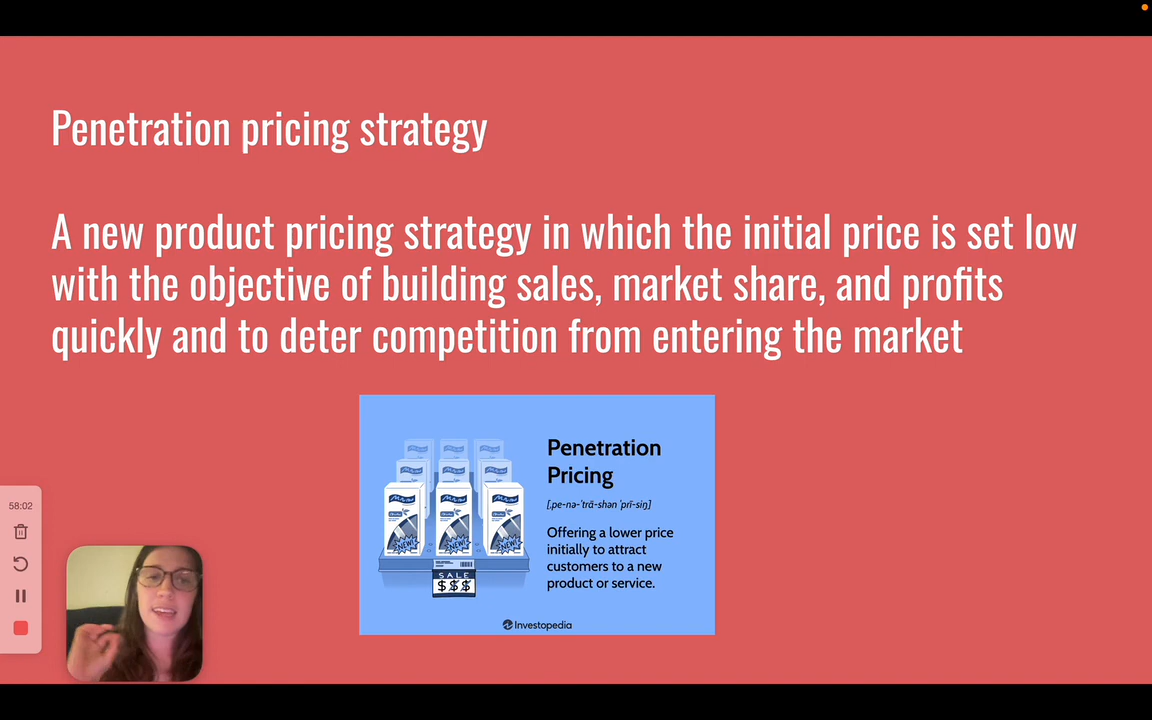 Penetration pricing strategy
A new product pricing strategy in which the initial price is set low
with the objective of building sales, market share, and profits
quickly and to deter competition from entering the market
Penetration
Pricing
[ˌpe-nə-ˈtrā-shən ˈprī-siŋ]
Offering a lower price
initially to attract
customers to a new
product or service.
NEW!
NEW!
NEW!
SALE
$$$
Investopedia
58:02